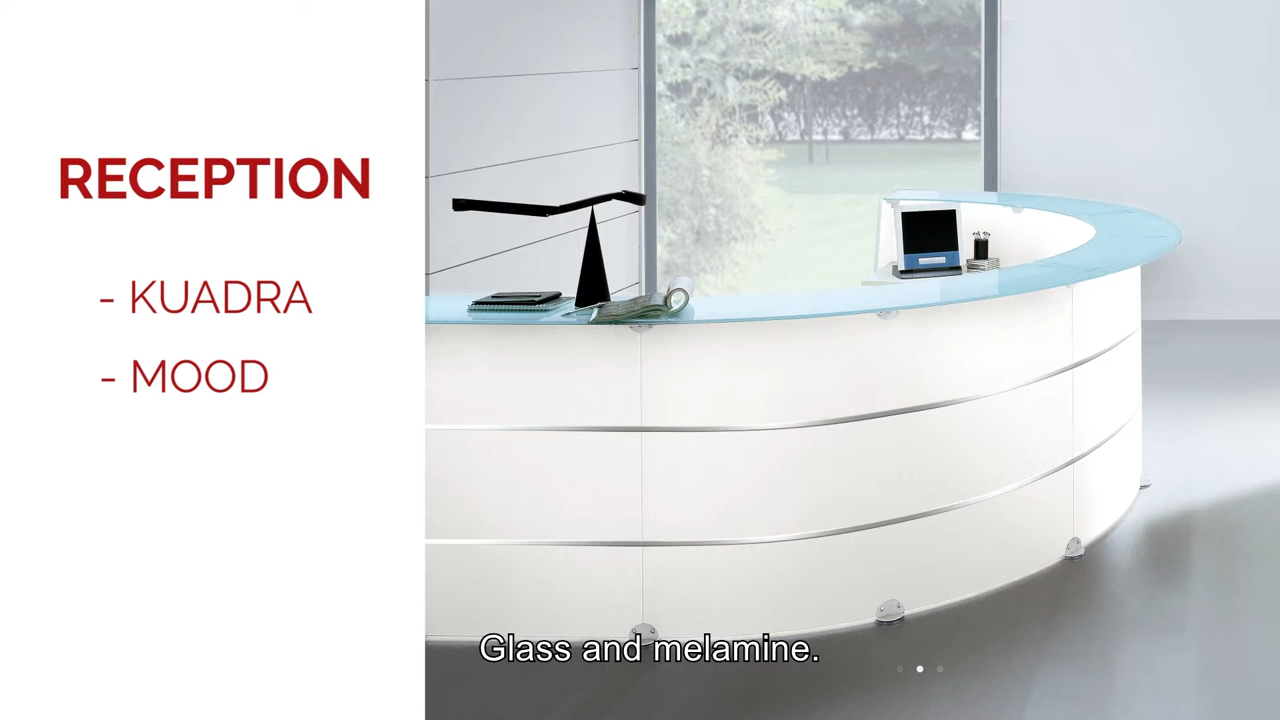 RECEPTION
- KUADRA
- MOOD
Glass and melamine.